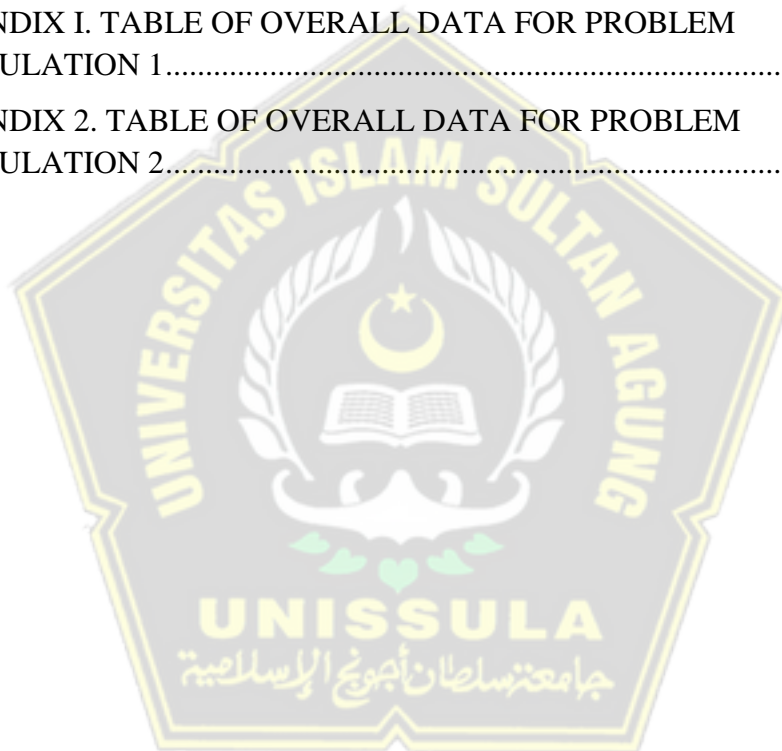 NDIX I. TABLE OF OVERALL DATA FOR PROBLEM
ULATION 1....................................................................................
NDIX 2. TABLE OF OVERALL DATA FOR PROBLEM
ULATION 2....................................................................................
UNIVERSITAS ISLAM SULTAN AGUNG
UNISSULA
جامعتسلطان أجونج الإسلامية